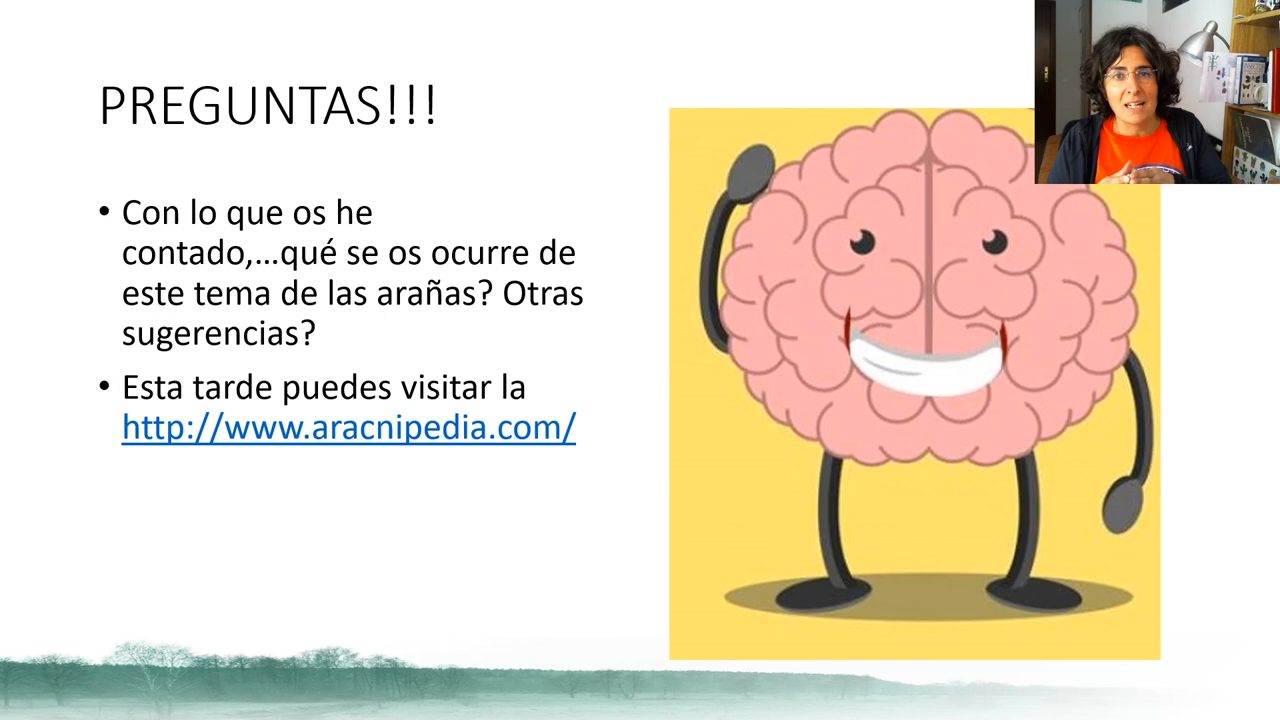 PREGUNTAS!!!
• Con lo que os he
contado,...qué se os ocurre de
este tema de las arañas? Otras
sugerencias?
• Esta tarde puedes visitar la
http://www.aracnipedia.com/